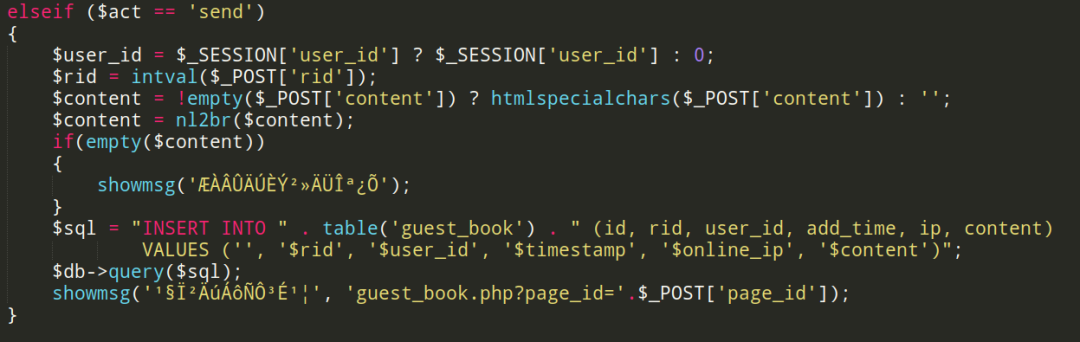 elseif ($act == 'send')
{
    $user_id = $_SESSION['user_id'] ? $_SESSION['user_id'] : 0;
    $rid = intval($_POST['rid']);
    $content = !empty($_POST['content']) ? htmlspecialchars($_POST['content']) : '';
    $content = nl2br($content);
    if(empty($content))
    {
        showmsg('ÆÀÂÛÄÚÈÝ²»ÄÜÎª¿Õ');
    }
    $sql = "INSERT INTO " . table('guest_book') . " (id, rid, user_id, add_time, ip, content)
            VALUES ('', '$rid', '$user_id', '$timestamp', '$online_ip', '$content')";
    $db->query($sql);
    showmsg('¹§Ï²ÄúÁôÑÔ³É¹¦', 'guest_book.php?page_id='.$_POST['page_id']);
}